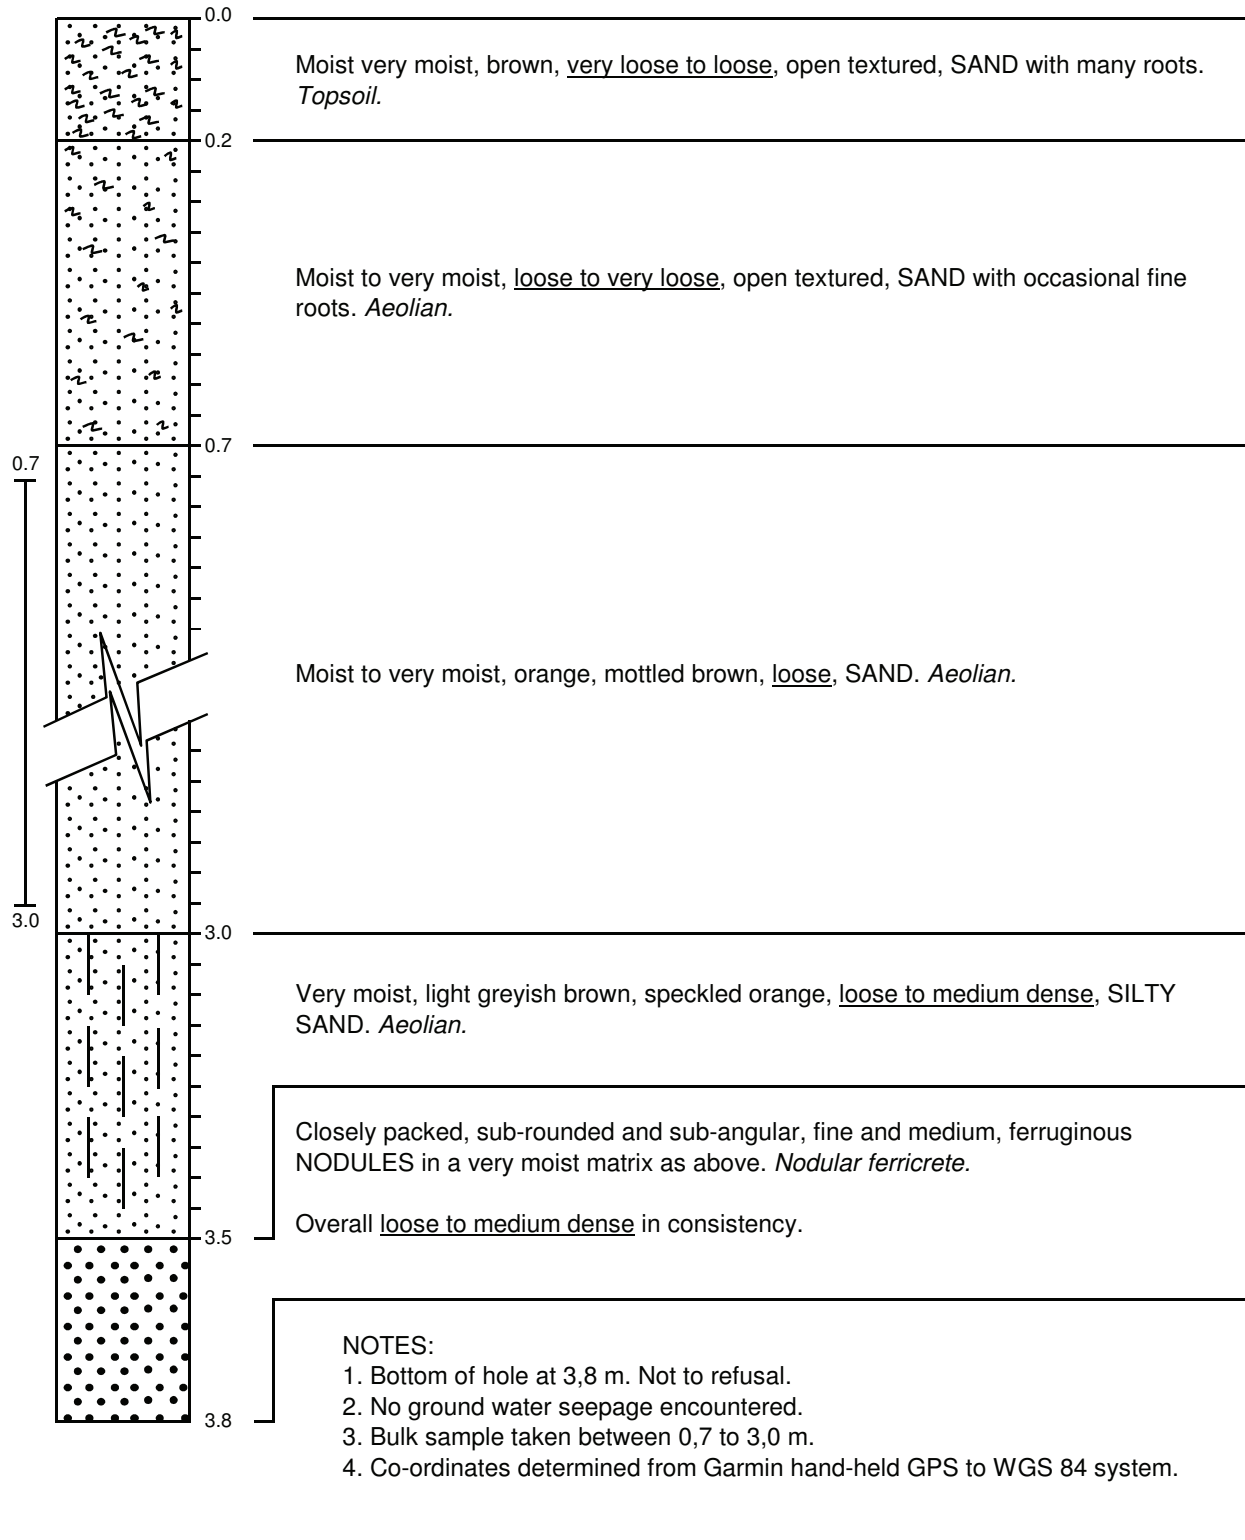 0.0
Moist very moist, brown, very loose to loose, open textured, SAND with many roots.
Topsoil.
0.2
Moist to very moist, loose to very loose, open textured, SAND with occasional fine
roots. Aeolian.
0.7
0.7
Moist to very moist, orange, mottled brown, loose, SAND. Aeolian.
3.0
3.0
Very moist, light greyish brown, speckled orange, loose to medium dense, SILTY
SAND. Aeolian.
Closely packed, sub-rounded and sub-angular, fine and medium, ferruginous
NODULES in a very moist matrix as above. Nodular ferricrete.
Overall loose to medium dense in consistency.
3.5
NOTES:
1. Bottom of hole at 3,8 m. Not to refusal.
2. No ground water seepage encountered.
3.8
3. Bulk sample taken between 0,7 to 3,0 m.
4. Co-ordinates determined from Garmin hand-held GPS to WGS 84 system.